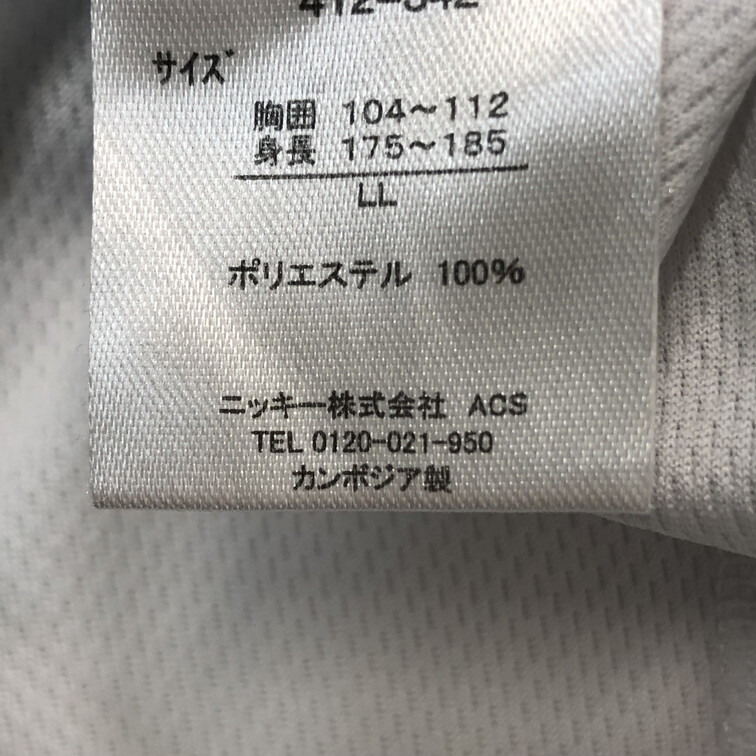 サイズ
胸囲 104～112
身長 175～185
LL
ポリエステル 100%
ニッキー株式会社 ACS
TEL 0120-021-950
カンボジア製